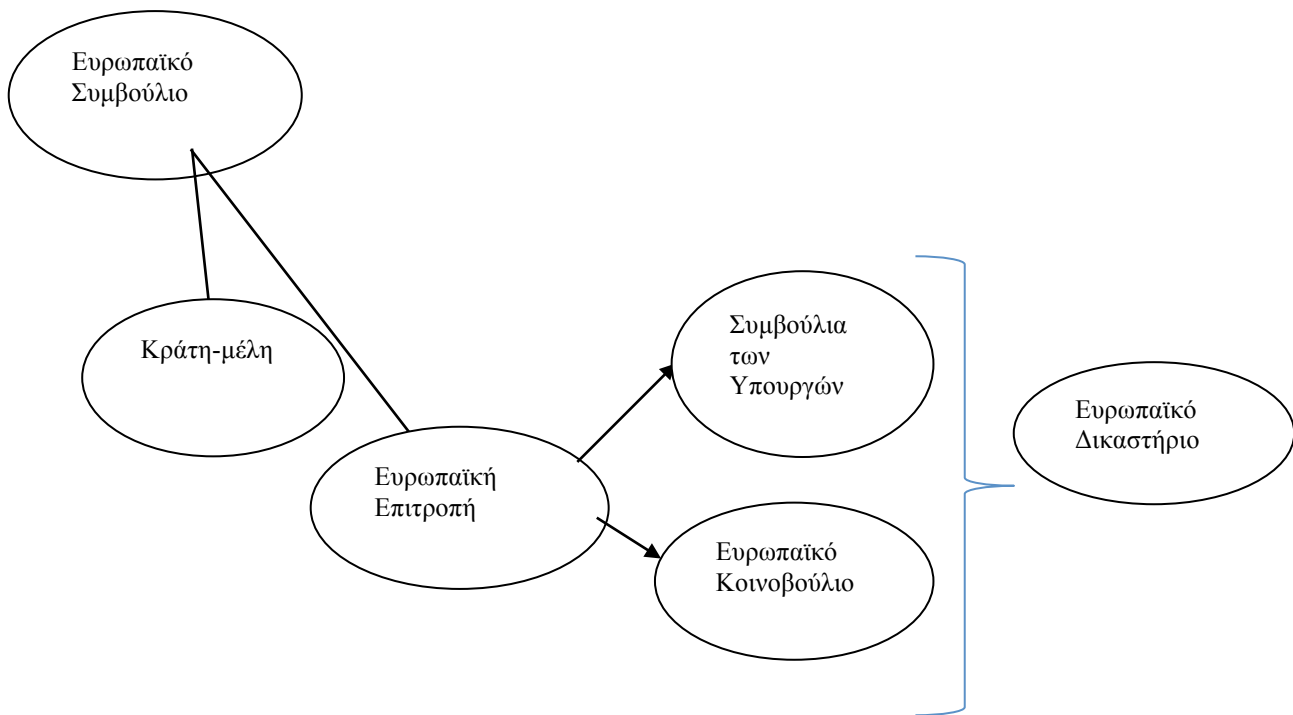 Ευρωπαϊκό
Συμβούλιο
Κράτη-μέλη
Συμβούλια
των
Υπουργών
Ευρωπαϊκό
Δικαστήριο
Ευρωπαϊκή
Επιτροπή
Ευρωπαϊκό
Κοινοβούλιο